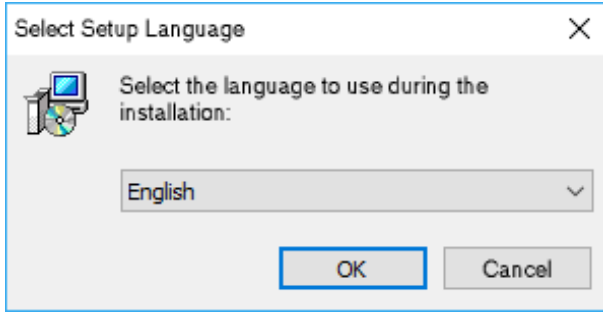 Select Setup Language
Select the language to use during the
installation:
English
OK
Cancel